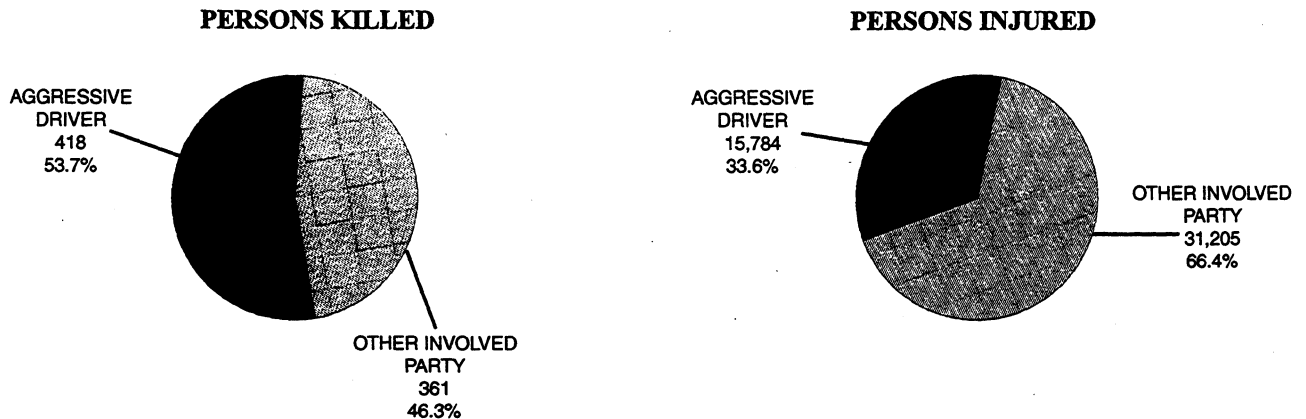 PERSONS KILLED
AGGRESSIVE
DRIVER
418
53.7%
OTHER INVOLVED
PARTY
361
46.3%
PERSONS INJURED
AGGRESSIVE
DRIVER
15,784
33.6%
OTHER INVOLVED
PARTY
31,205
66.4%